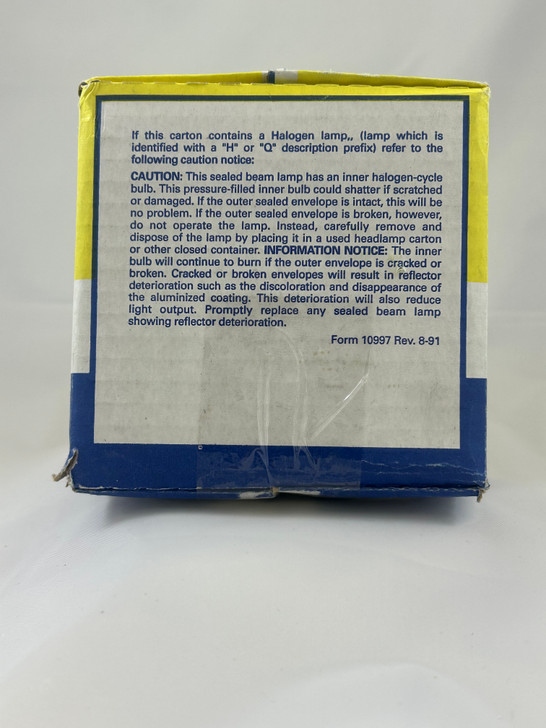 If this carton contains a Halogen lamp,, (lamp which is
identified with a "H" or "Q" description prefix) refer to the
following caution notice:
CAUTION: This sealed beam lamp has an inner halogen-cycle
bulb. This pressure-filled inner bulb could shatter if scratched
or damaged. If the outer sealed envelope is intact, this will be
no problem. If the outer sealed envelope is broken, however,
do not operate the lamp. Instead, carefully remove and
dispose of the lamp by placing it in a used headlamp carton
or other closed container. INFORMATION NOTICE: The inner
bulb will continue to burn if the outer envelope is cracked or
broken. Cracked or broken envelopes will result in reflector
deterioration such as the discoloration and disappearance of
the aluminized coating. This deterioration will also reduce
light output. Promptly replace any sealed beam lamp
showing reflector deterioration.
Form 10997 Rev. 8-91